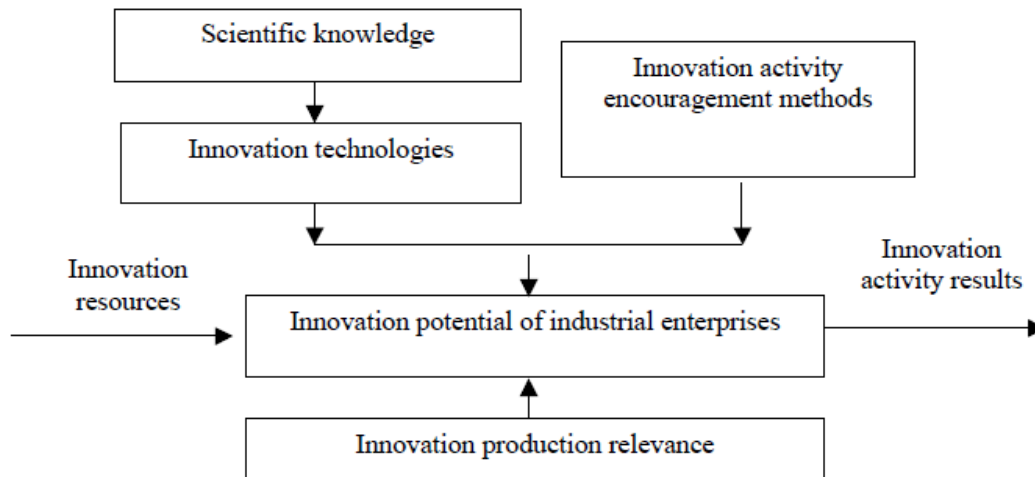 Scientific knowledge
Innovation activity
encouragement methods
Innovation technologies
Innovation
resources
Innovation
activity results
Innovation potential of industrial enterprises
Innovation production relevance